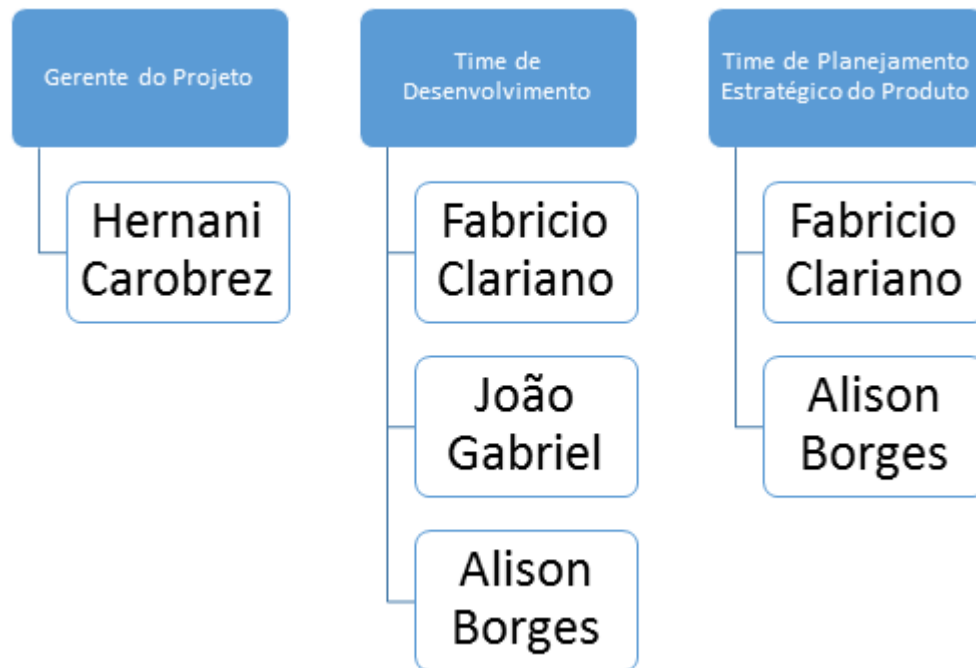 Gerente do Projeto
Hernani
Carobrez
Time de
Desenvolvimento
Fabricio
Clariano
João
Gabriel
Alison
Borges
Time de Planejamento
Estratégico do Produto
Fabricio
Clariano
Alison
Borges